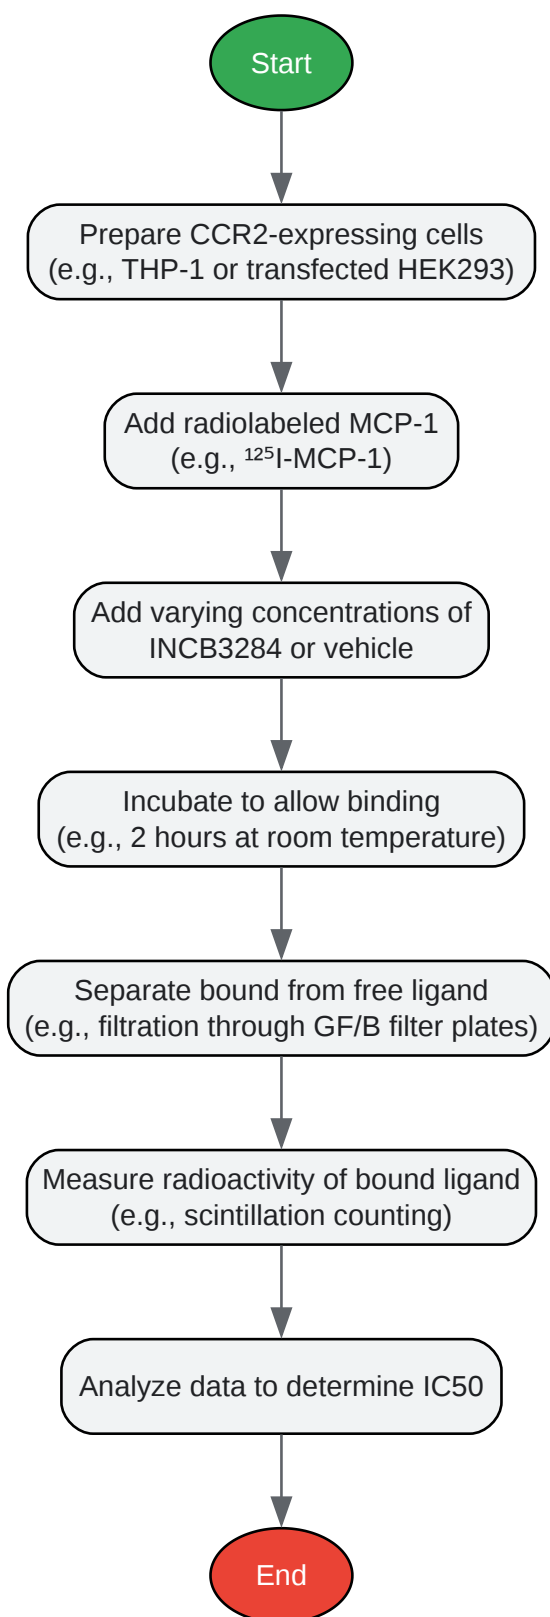 Start
Prepare CCR2-expressing cells
(e.g., THP-1 or transfected HEK293)
Add radiolabeled MCP-1
(e.g., ¹²⁵I-MCP-1)
Add varying concentrations of
INCB3284 or vehicle
Incubate to allow binding
(e.g., 2 hours at room temperature)
Separate bound from free ligand
(e.g., filtration through GF/B filter plates)
Measure radioactivity of bound ligand
(e.g., scintillation counting)
Analyze data to determine IC50
End